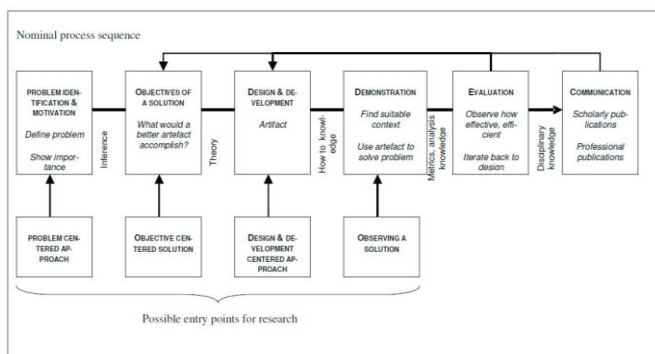 Nominal process sequence
PROBLEM IDEN-
TIFICATION &
MOTIVATION
Define problem
Show impor-
tance
Inference
OBJECTIVES OF
A SOLUTION
What would a
better artefact
accomplish?
Theory
DESIGN & DE-
VELOPMENT
Artifact
How to knowl-
edge
DEMONSTRATION
Find suitable
context
Use artefact to
solve problem
Metrics, analysis
knowledge
EVALUATION
Observe how
effective, effi-
cient
Iterate back to
design
Disciplinary
knowledge
COMMUNICATION
Scholarly pub-
lications
Professional
publications
PROBLEM CEN-
TERED AP-
PROACH
OBJECTIVE CEN-
TERED SOLUTION
DESIGN & DE-
VELOPMENT
CENTERED AP-
PROACH
OBSERVING A
SOLUTION
Possible entry points for research